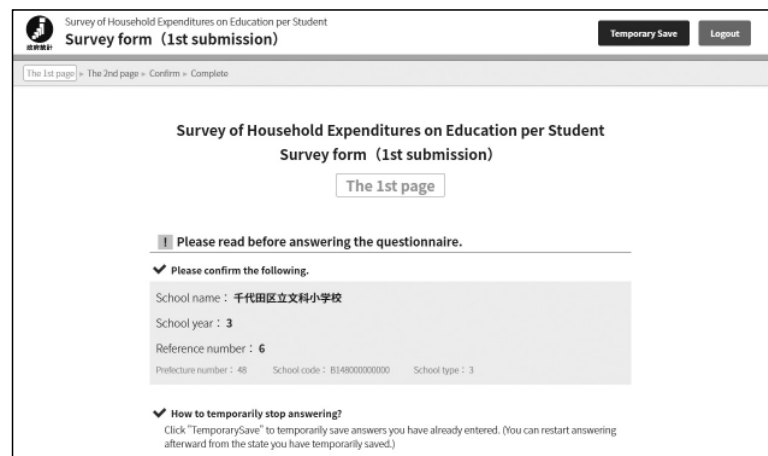 Survey of Household Expenditures on Education per Student
Survey form（1st submission）
政府統計
Temporary Save
Logout
The 1st page » The 2nd page » Confirm » Complete
Survey of Household Expenditures on Education per Student
Survey form（1st submission）
The 1st page
! Please read before answering the questionnaire.
✔ Please confirm the following.
School name： 千代田区立文科小学校
School year： 3
Reference number： 6
Prefecture number： 48 School code： B148000000000 School type： 3
✔ How to temporarily stop answering?
Click "TemporarySave" to temporarily save answers you have already entered. (You can restart answering
afterward from the state you have temporarily saved.)